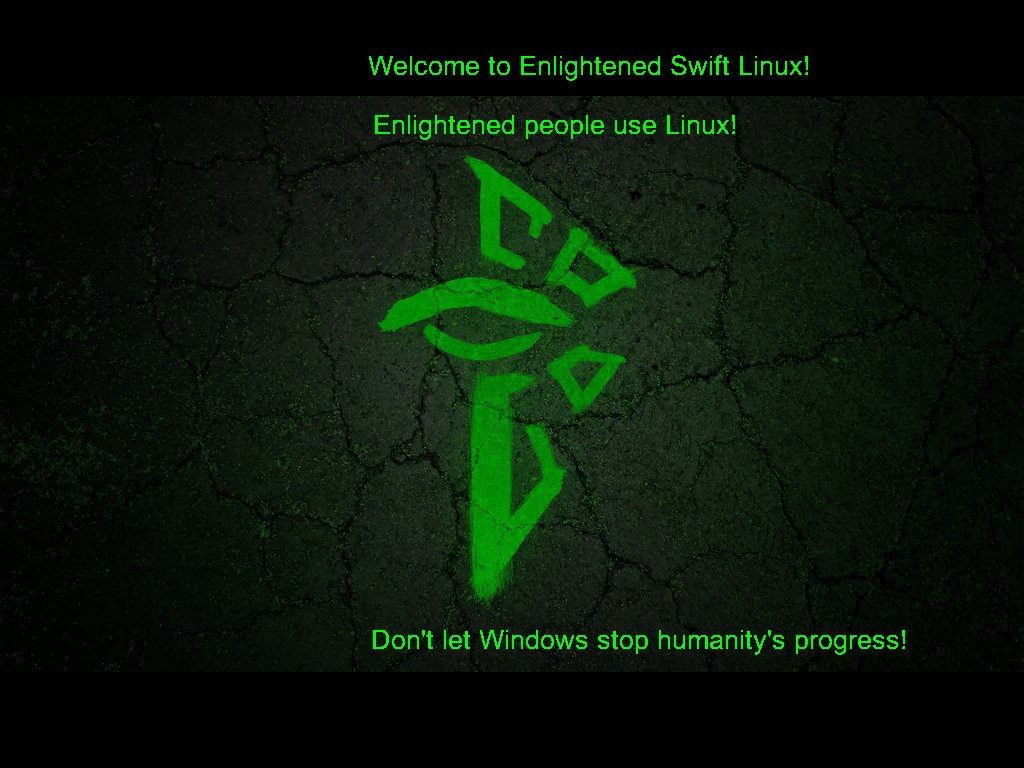 Welcome to Enlightened Swift Linux!
Enlightened people use Linux!
Don't let Windows stop humanity's progress!